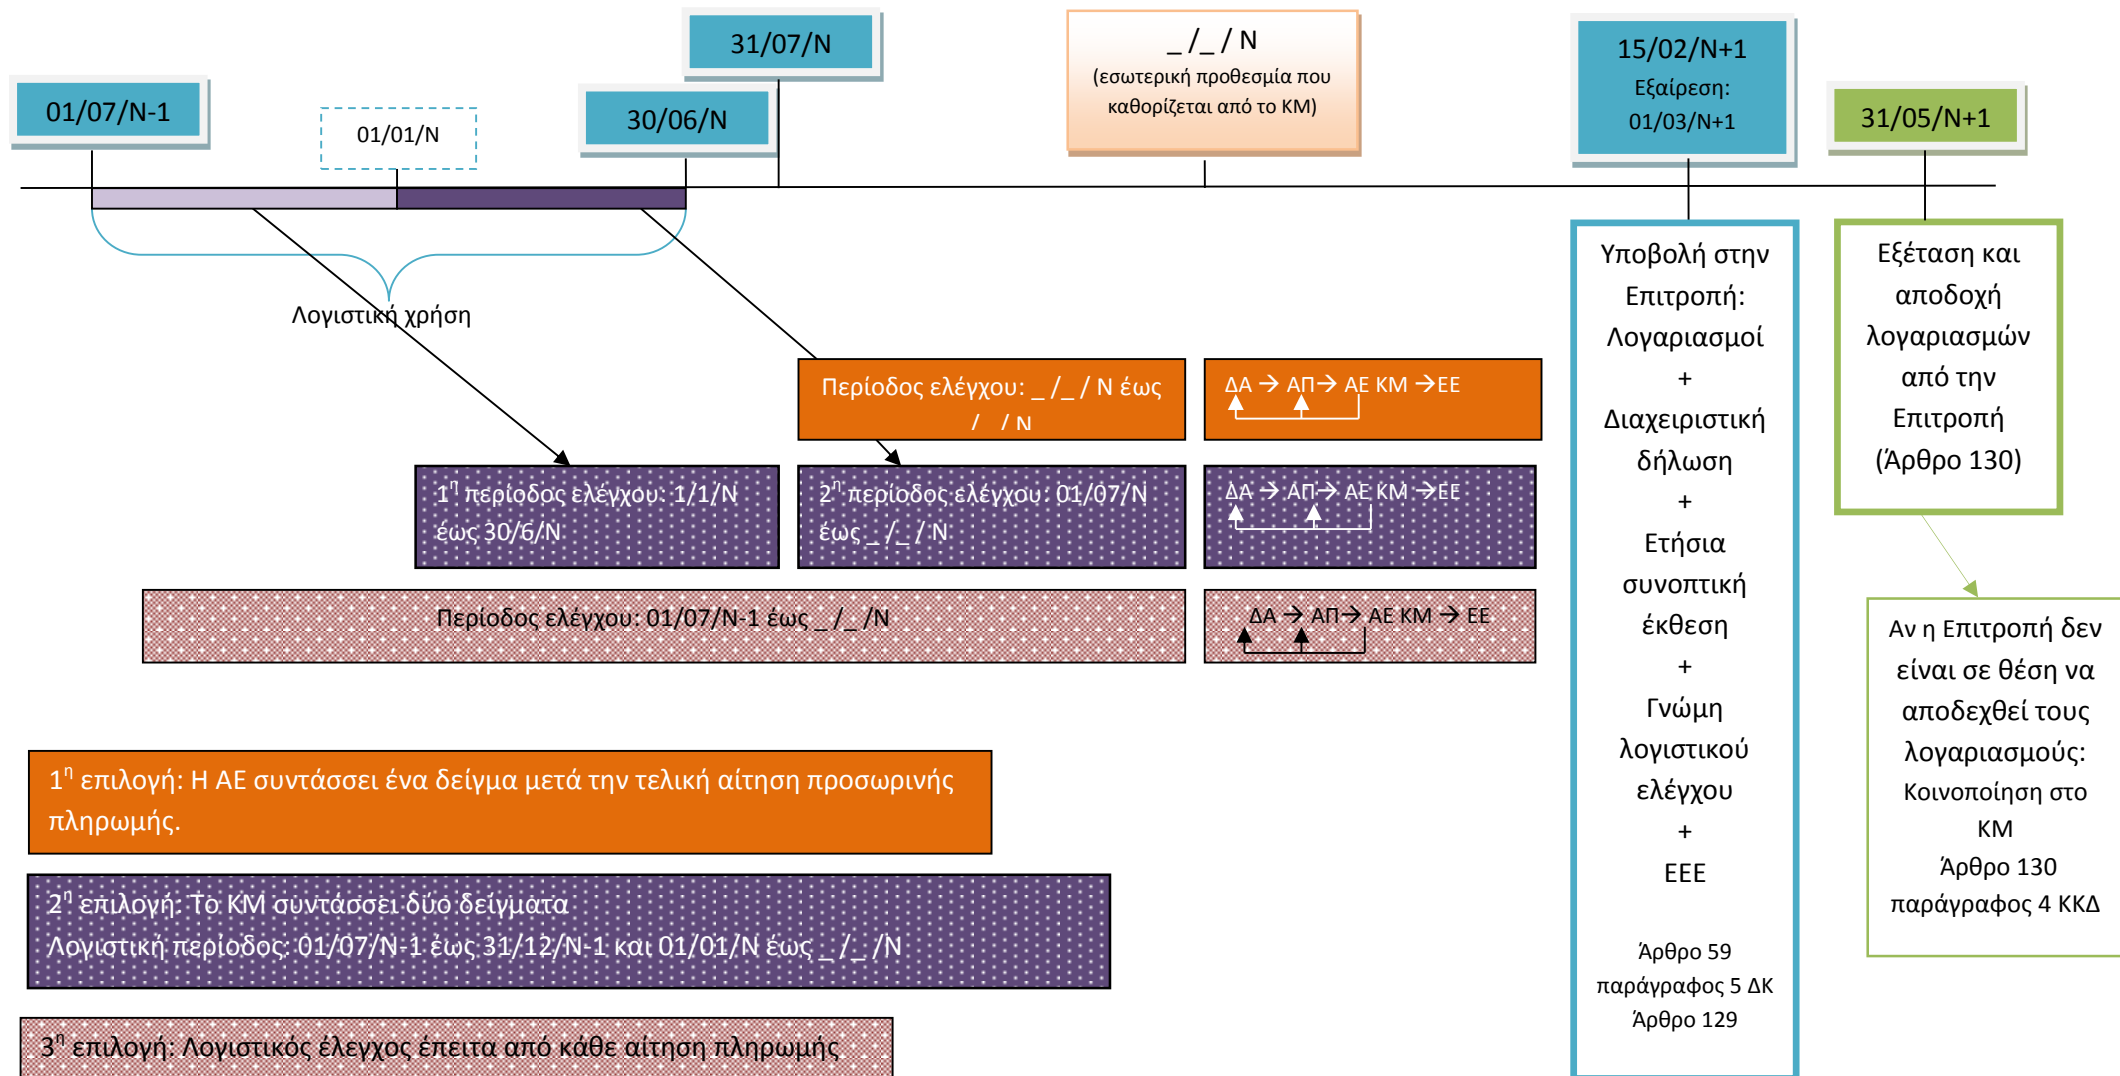 31/07/N
_ /_ / N
(εσωτερική προθεσμία που
καθορίζεται από το ΚΜ)
15/02/N+1
Εξαίρεση:
01/03/N+1
01/07/N-1
01/01/N
30/06/N
31/05/N+1
Λογιστική χρήση
Περίοδος ελέγχου: _ /_ / N έως
/ _ / N
ΔΑ → ΑΠ→ ΑΕ ΚΜ →ΕΕ
1η περίοδος ελέγχου: 1/1/N
έως 30/6/N
2η περίοδος ελέγχου: 01/07/N
έως _ /_ / N
ΔΑ → ΑΠ→ ΑΕ ΚΜ →ΕΕ
Περίοδος ελέγχου: 01/07/N-1 έως _ /_ /N
ΔΑ → ΑΠ→ ΑΕ ΚΜ → ΕΕ
1η επιλογή: Η ΑΕ συντάσσει ένα δείγμα μετά την τελική αίτηση προσωρινής
πληρωμής.
2η επιλογή: Το ΚΜ συντάσσει δύο δείγματα
Λογιστική περίοδος: 01/07/N-1 έως 31/12/N-1 και 01/01/N έως _ /_ /N
3η επιλογή: Λογιστικός έλεγχος έπειτα από κάθε αίτηση πληρωμής
Υποβολή στην
Επιτροπή:
Λογαριασμοί
+
Διαχειριστική
δήλωση
+
Ετήσια
συνοπτική
έκθεση
+
Γνώμη
λογιστικού
ελέγχου
+
ΕΕΕ
Άρθρο 59
παράγραφος 5 ΔΚ
Άρθρο 129
Εξέταση και
αποδοχή
λογαριασμών
από την
Επιτροπή
(Άρθρο 130)
Αν η Επιτροπή δεν
είναι σε θέση να
αποδεχθεί τους
λογαριασμούς:
Κοινοποίηση στο
ΚΜ
Άρθρο 130
παράγραφος 4 ΚΚΔ